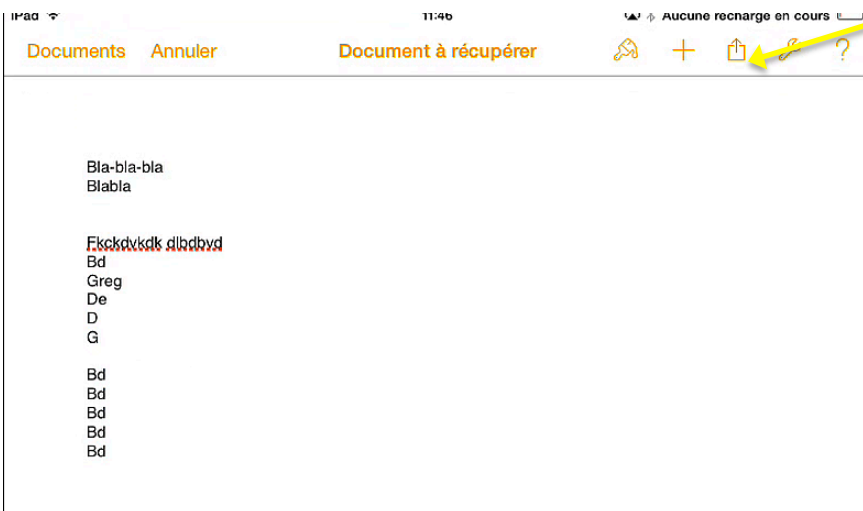 iPad 11:46 Aucune recharge en cours
Documents Annuler Document à récupérer ?
Bla-bla-bla
Blabla
Fkckdvkdk dlbdbvd
Bd
Greg
De
D
G
Bd
Bd
Bd
Bd
Bd